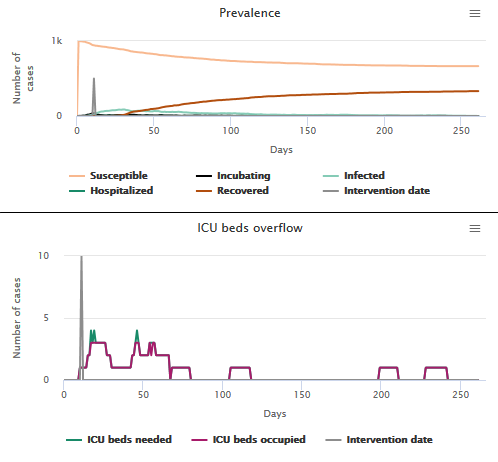 Prevalence
Number of
cases
1k
0
0
50
100
150
200
250
Days
Susceptible
Incubating
Infected
Hospitalized
Recovered
Intervention date
ICU beds overflow
Number of cases
10
5
0
0
50
100
150
200
250
Days
ICU beds needed
ICU beds occupied
Intervention date